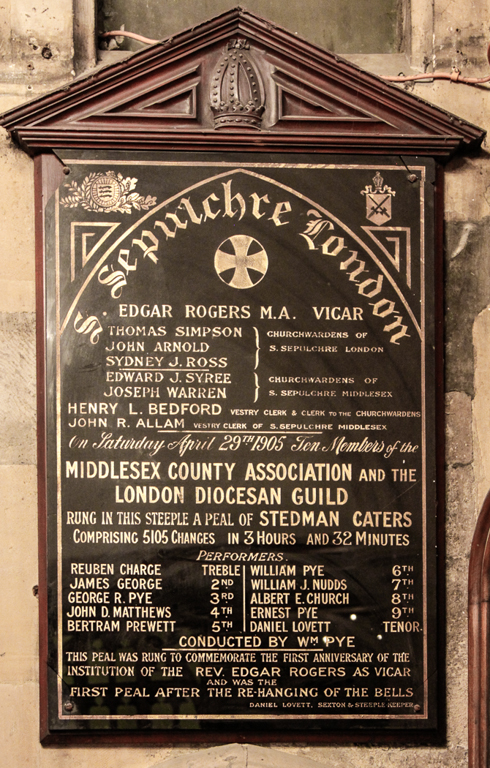 S. Sepulchre London
EDGAR ROGERS M.A. VICAR
THOMAS SIMPSON
JOHN ARNOLD
SYDNEY J. ROSS
CHURCHWARDENS OF
S. SEPULCHRE LONDON
EDWARD J. SYREE
JOSEPH WARREN
CHURCHWARDENS OF
S. SEPULCHRE MIDDLESEX
HENRY L. BEDFORD VESTRY CLERK & CLERK TO THE CHURCHWARDENS
JOHN R. ALLAM VESTRY CLERK OF S. SEPULCHRE MIDDLESEX
On Saturday April 29TH 1905 Ten Members of the
MIDDLESEX COUNTY ASSOCIATION AND THE
LONDON DIOCESAN GUILD
RUNG IN THIS STEEPLE A PEAL OF STEDMAN CATERS
COMPRISING 5105 CHANGES IN 3 HOURS AND 32 MINUTES
PERFORMERS.
REUBEN CHARGE TREBLE
JAMES GEORGE 2ND
GEORGE R. PYE 3RD
JOHN D. MATTHEWS 4TH
BERTRAM PREWETT 5TH
WILLIAM PYE 6TH
WILLIAM J. NUDDS 7TH
ALBERT E. CHURCH 8TH
ERNEST PYE 9TH
DANIEL LOVETT TENOR
CONDUCTED BY WM PYE
THIS PEAL WAS RUNG TO COMMEMORATE THE FIRST ANNIVERSARY OF THE
INSTITUTION OF THE REV. EDGAR ROGERS AS VICAR
AND WAS THE
FIRST PEAL AFTER THE RE-HANGING OF THE BELLS
DANIEL LOVETT, SEXTON & STEEPLE KEEPER